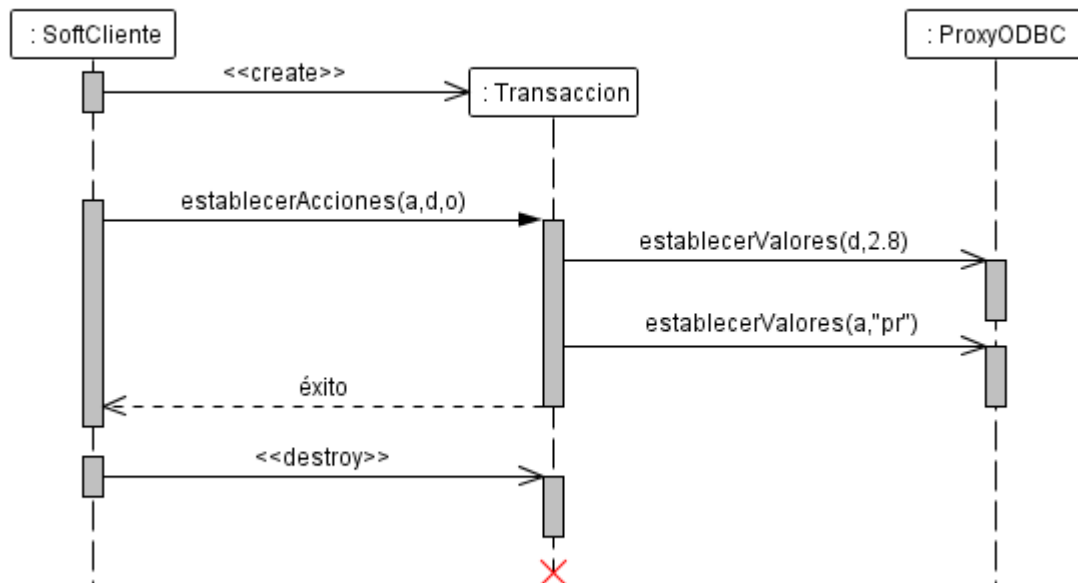 : SoftCliente
: ProxyODBC
<<create>>
: Transaccion
establecerAcciones(a,d,o)
establecerValores(d,2.8)
establecerValores(a,"pr")
éxito
<<destroy>>